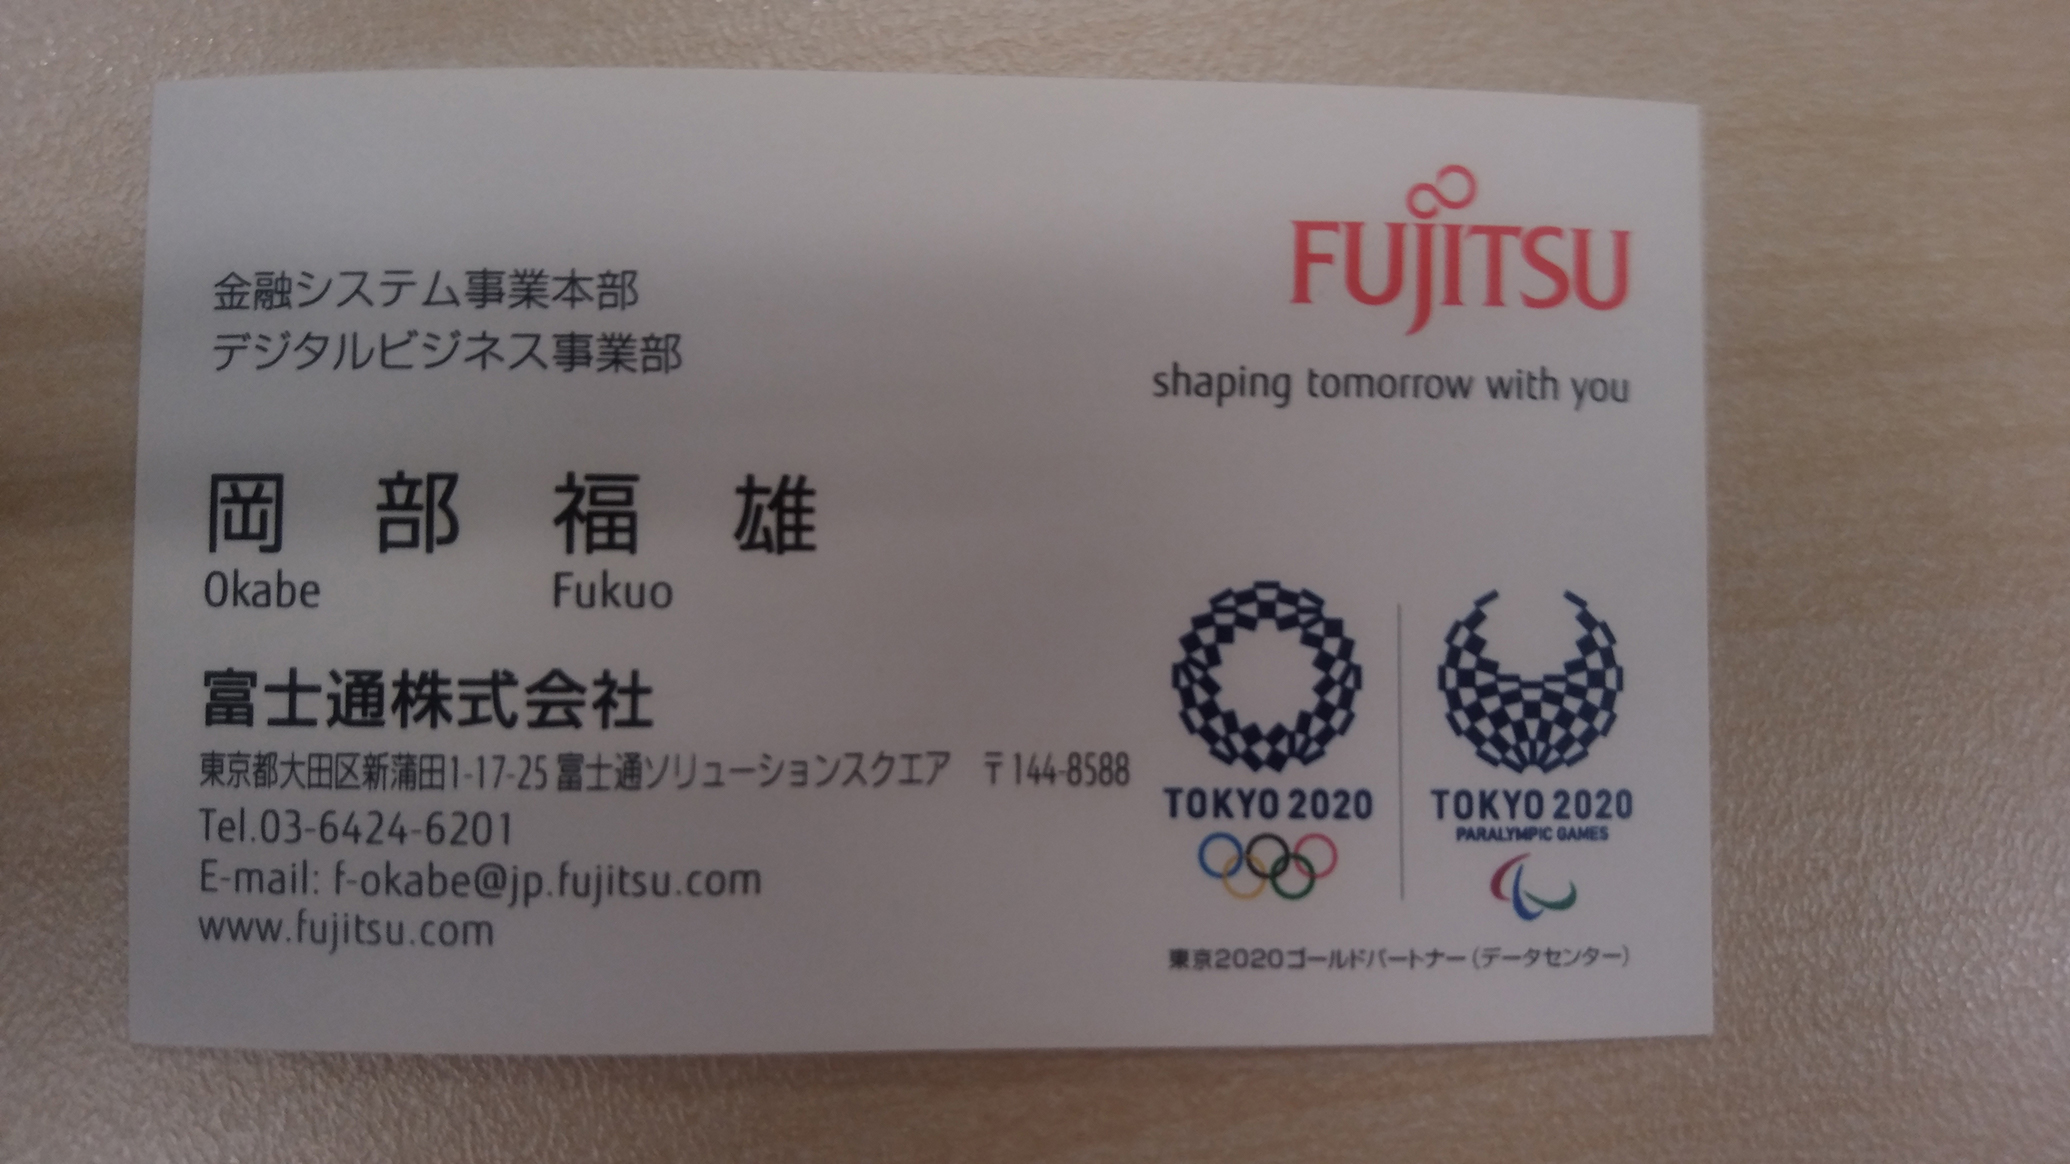 FUJITSU
shaping tomorrow with you
金融システム事業本部
デジタルビジネス事業部
岡部福雄
Okabe Fukuo
富士通株式会社
東京都大田区新蒲田1-17-25 富士通ソリューションスクエア 〒144-8588
Tel.03-6424-6201
E-mail: f-okabe@jp.fujitsu.com
www.fujitsu.com
TOKYO 2020
TOKYO 2020
PARALYMPIC GAMES
東京2020ゴールドパートナー(データセンター)